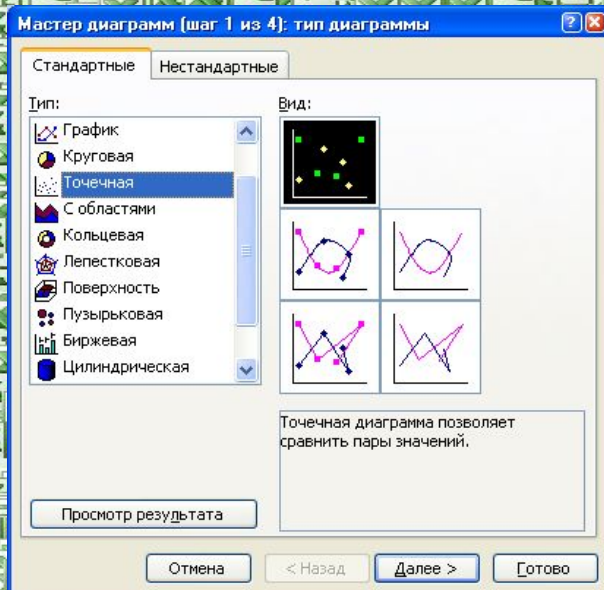 Мастер диаграмм (шаг 1 из 4): тип диаграммы
Стандартные
Нестандартные
Тип:
График
Круговая
Точечная
С областями
Кольцевая
Лепестковая
Поверхность
Пузырьковая
Биржевая
Цилиндрическая
Вид:
Точечная диаграмма позволяет
сравнить пары значений.
Просмотр результата
Отмена
< Назад
Далее >
Готово